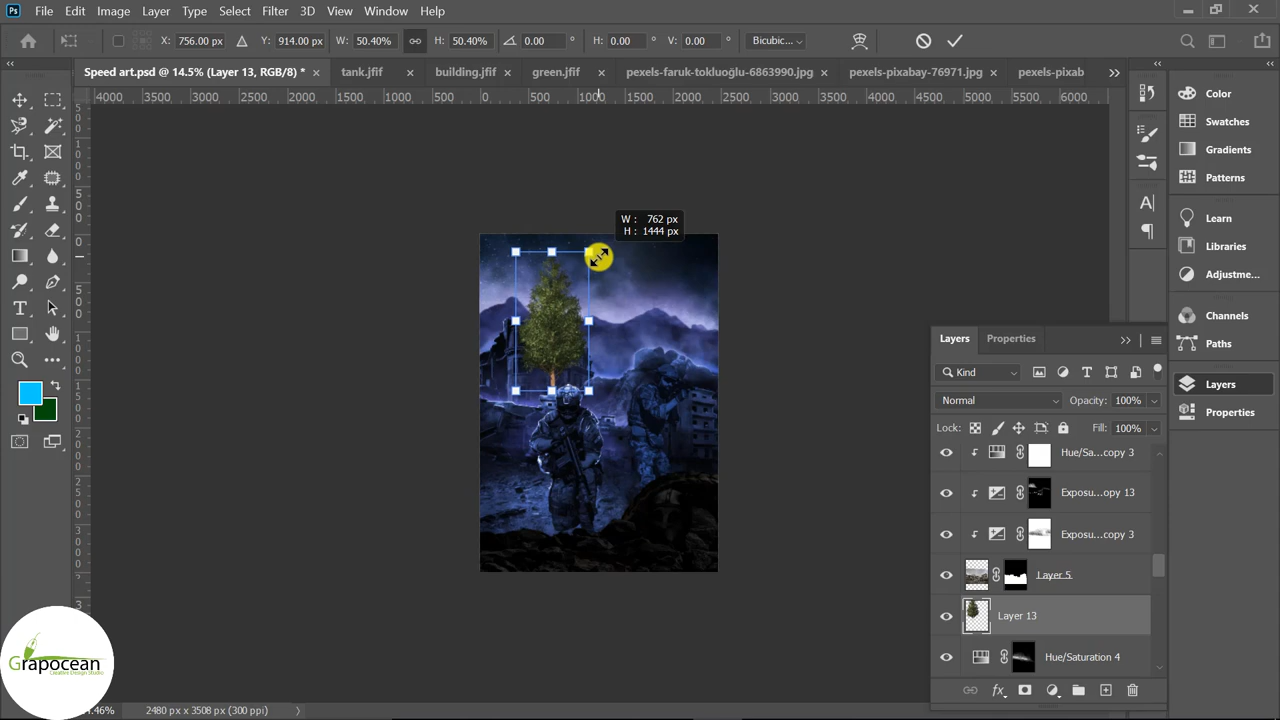 Ps File Edit Image Layer Type Select Filter 3D View Window Help
X: 756.00 px Y: 914.00 px W: 50.40% H: 50.40% 0.00 ° H: 0.00 ° V: 0.00 ° Bicubic...
Speed art.psd @ 14.5% (Layer 13, RGB/8) * × tank.jfif × building.jfif × green.jfif × pexels-faruk-tokluoğlu-6863990.jpg × pexels-pixabay-76971.jpg × pexels-pixab
4000 3500 3000 2500 2000 1500 1000 500 0 500 1000 1500 2000 2500 3000 3500 4000 4500 5000 5500 6000
W : 762 px
H : 1444 px
Color
Swatches
Gradients
Patterns
Learn
Libraries
Adjustme...
Channels
Paths
Layers
Properties
Layers Properties
Kind
Normal Opacity: 100%
Lock: Fill: 100%
Hue/Sa...copy 3
Exposu...opy 13
Exposu...copy 3
Layer 5
Layer 13
Hue/Saturation 4
fx
Grapocean
Creative Design Studio
.46% 2480 px x 3508 px (300 ppi)